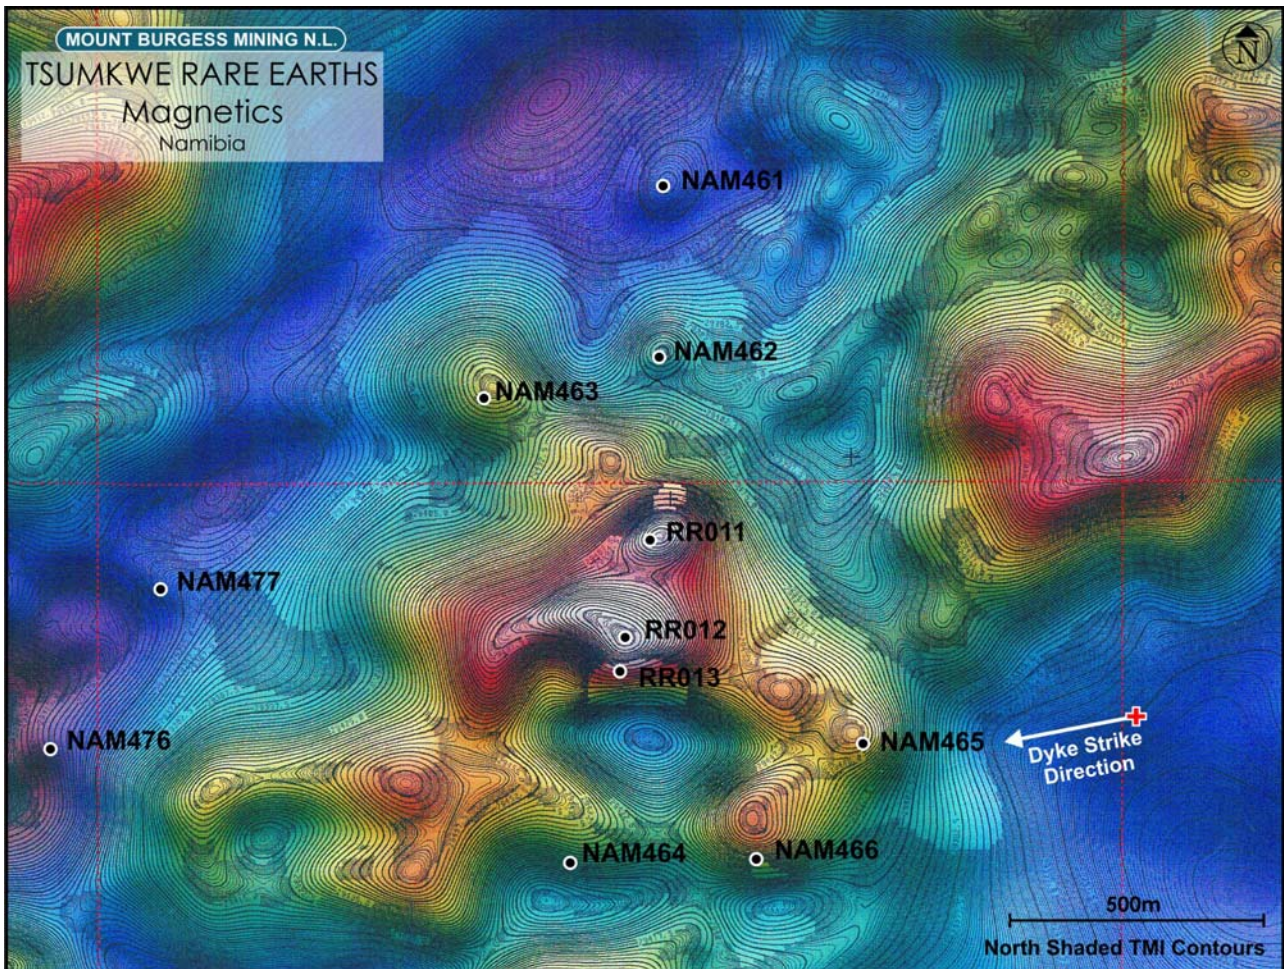 MOUNT BURGESS MINING N.L.
TSUMKWE RARE EARTHS
Magnetics
Namibia
N
NAM461
NAM462
NAM463
RR011
NAM477
RR012
RR013
NAM476
NAM465
Dyke Strike
Direction
NAM464
NAM466
500m
North Shaded TMI Contours